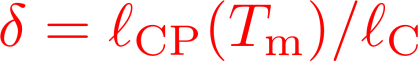 δ = ℓ_CP(T_m)/ℓ_C